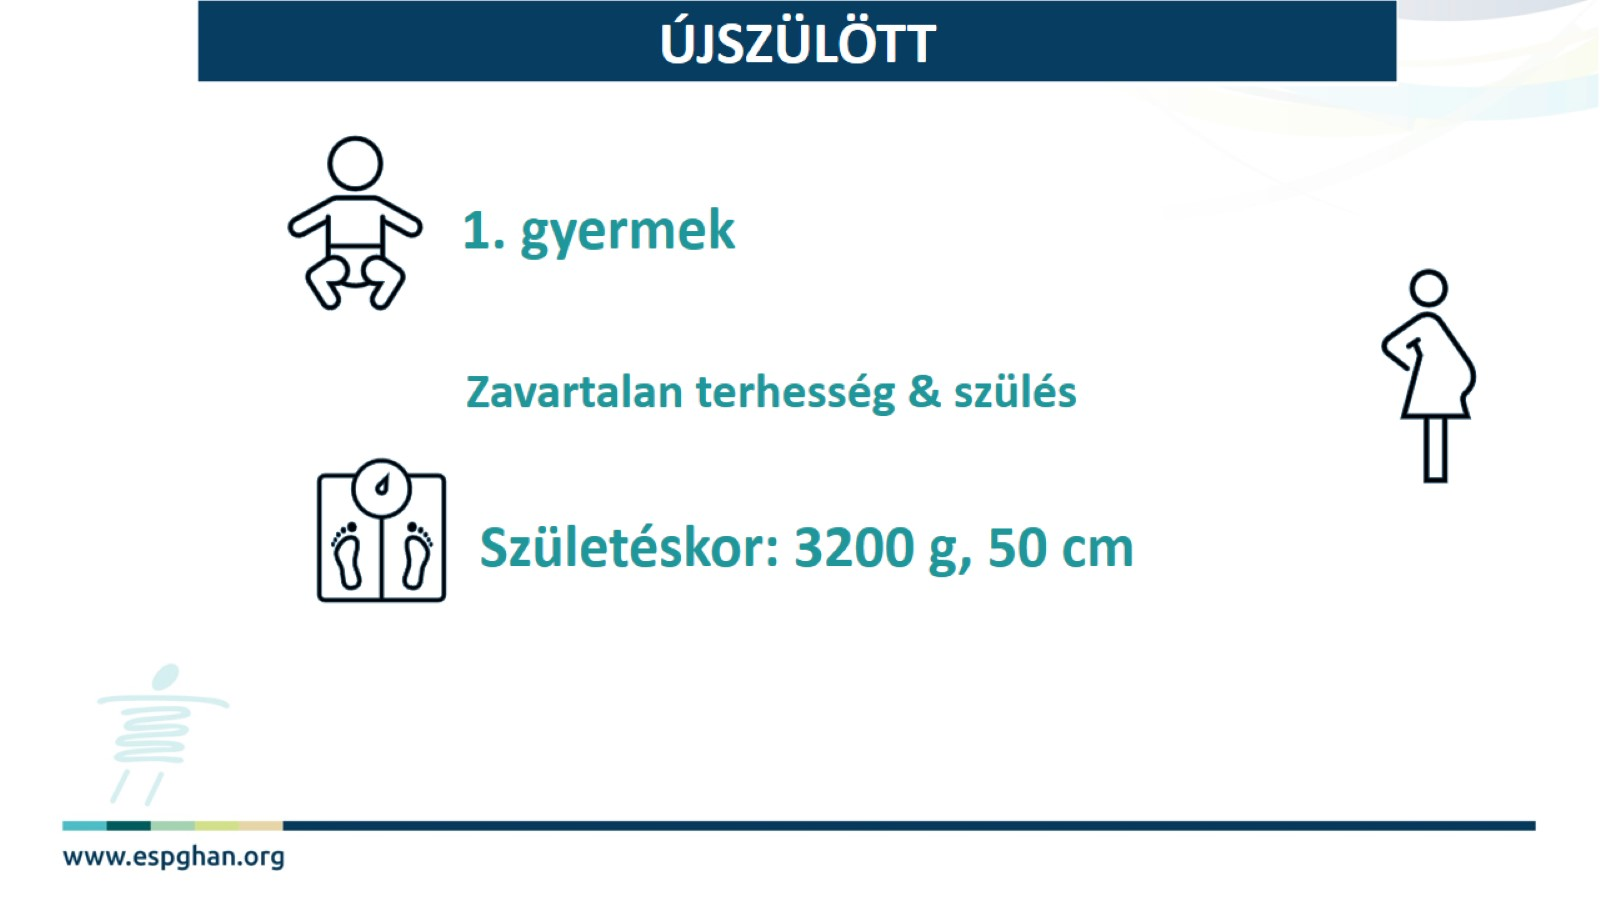 ÚJSZÜLÖTT
1. gyermek
Zavartalan terhesség & szülés
Születéskor: 3200 g, 50 cm
www.espghan.org